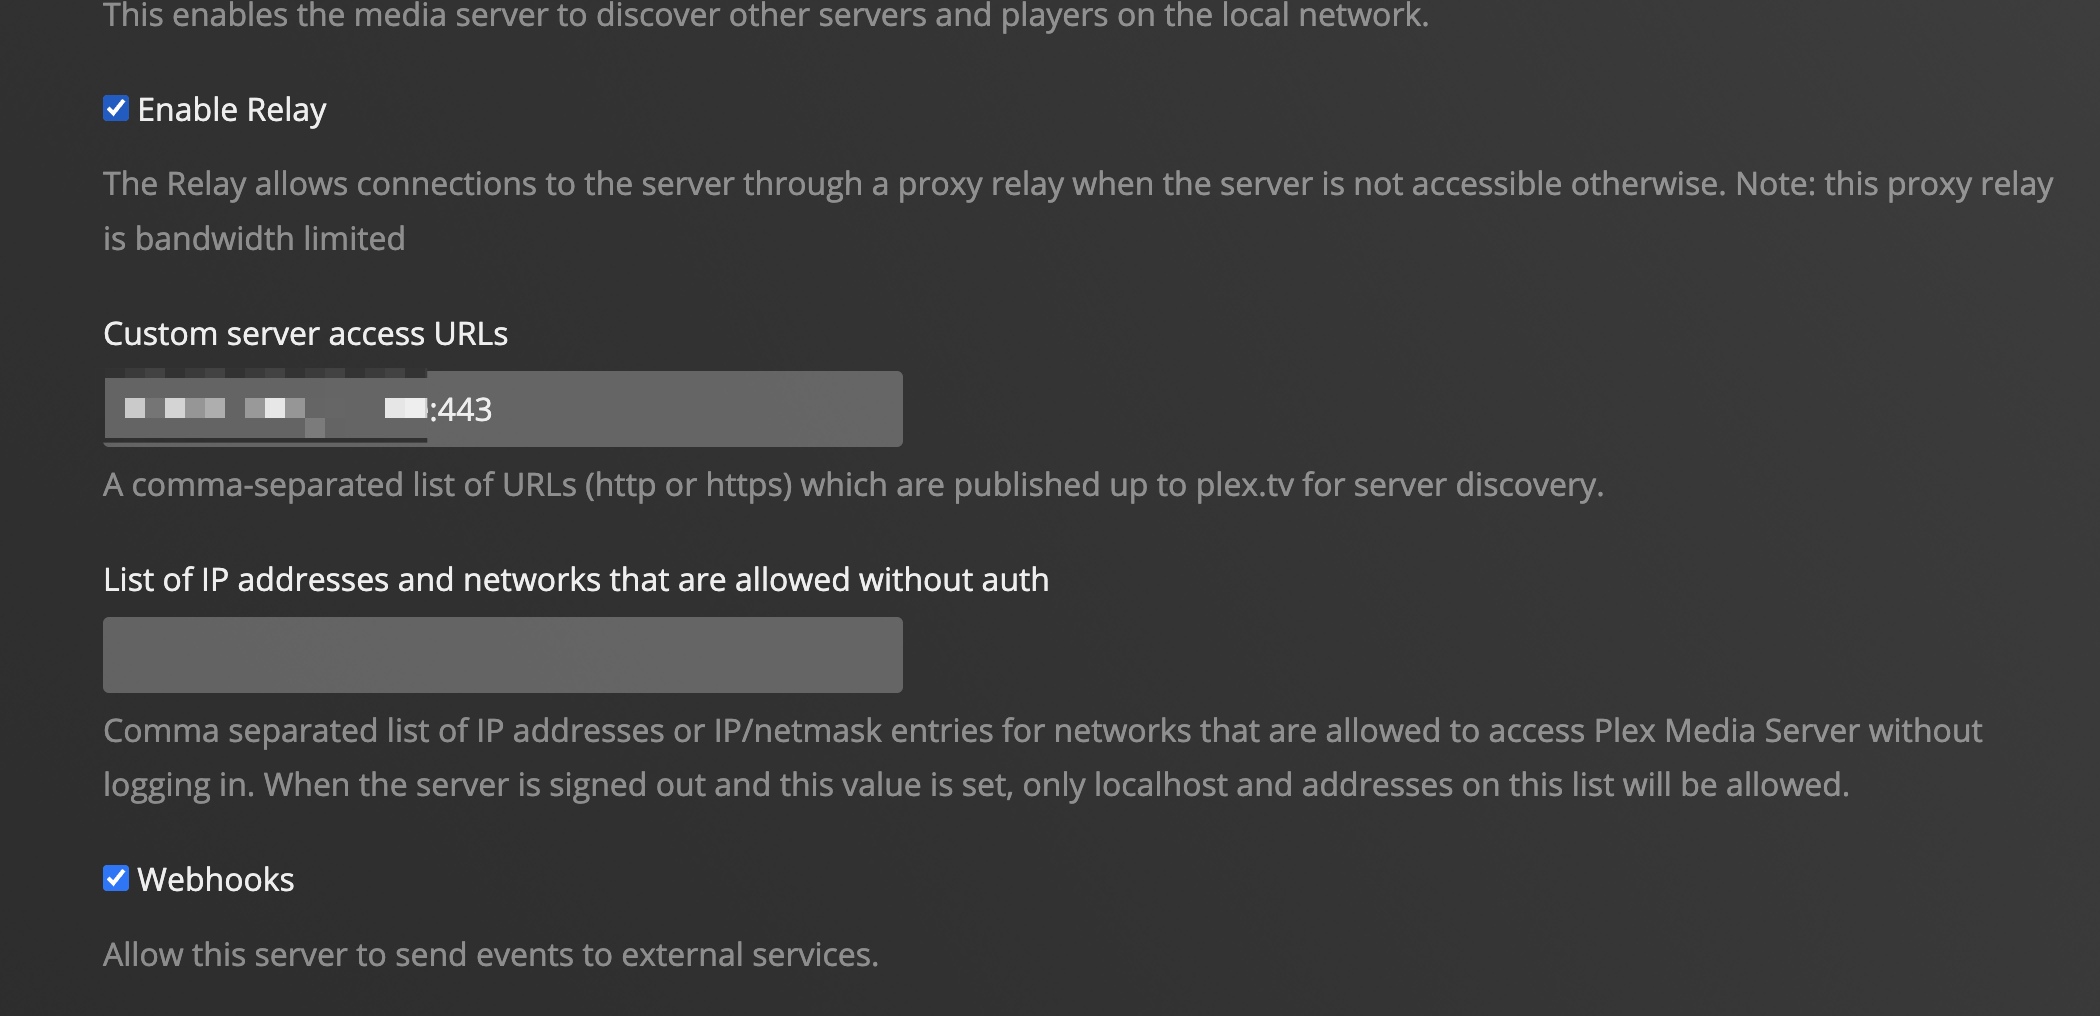 This enables the media server to discover other servers and players on the local network.
Enable Relay
The Relay allows connections to the server through a proxy relay when the server is not accessible otherwise. Note: this proxy relay
is bandwidth limited
Custom server access URLs
:443
A comma-separated list of URLs (http or https) which are published up to plex.tv for server discovery.
List of IP addresses and networks that are allowed without auth
Comma separated list of IP addresses or IP/netmask entries for networks that are allowed to access Plex Media Server without
logging in. When the server is signed out and this value is set, only localhost and addresses on this list will be allowed.
Webhooks
Allow this server to send events to external services.